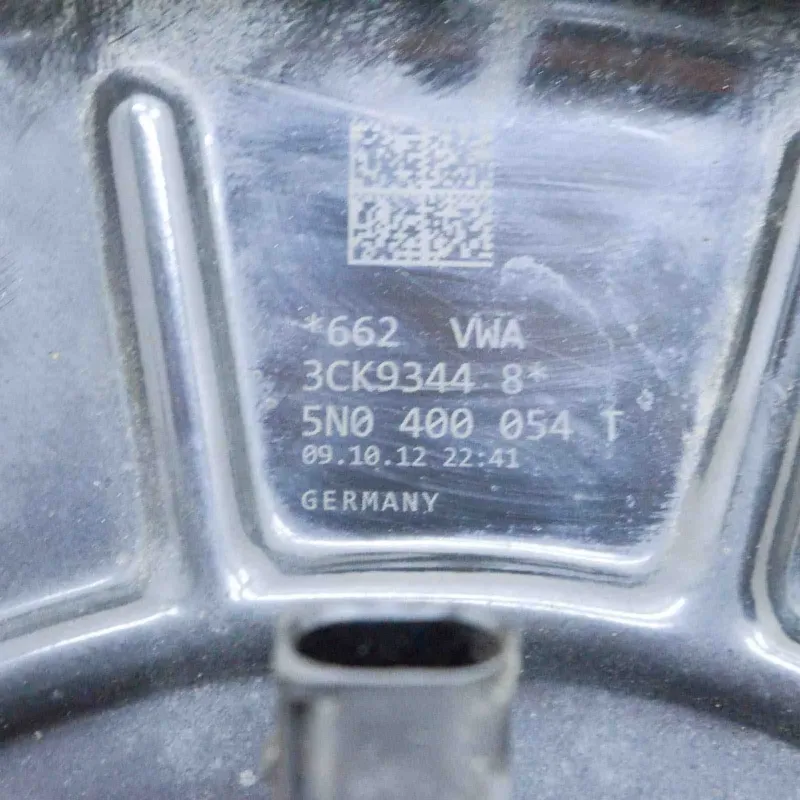 *662 VWA
3CK9344 8*
5N0 400 054 T
09.10.12 22:41
GERMANY